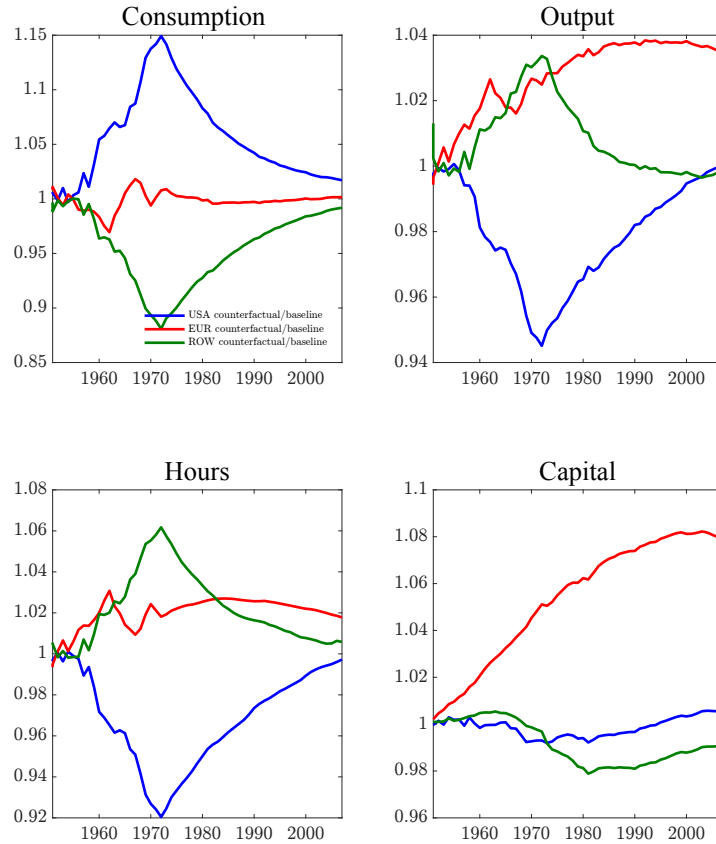 Consumption
1.15
1.1
1.05
1
0.95
0.9
0.85
USA counterfactual/baseline
EUR counterfactual/baseline
ROW counterfactual/baseline
1960 1970 1980 1990 2000
Output
1.04
1.02
1
0.98
0.96
0.94
1960 1970 1980 1990 2000
Hours
1.08
1.06
1.04
1.02
1
0.98
0.96
0.94
0.92
1960 1970 1980 1990 2000
Capital
1.1
1.08
1.06
1.04
1.02
1
0.98
0.96
1960 1970 1980 1990 2000